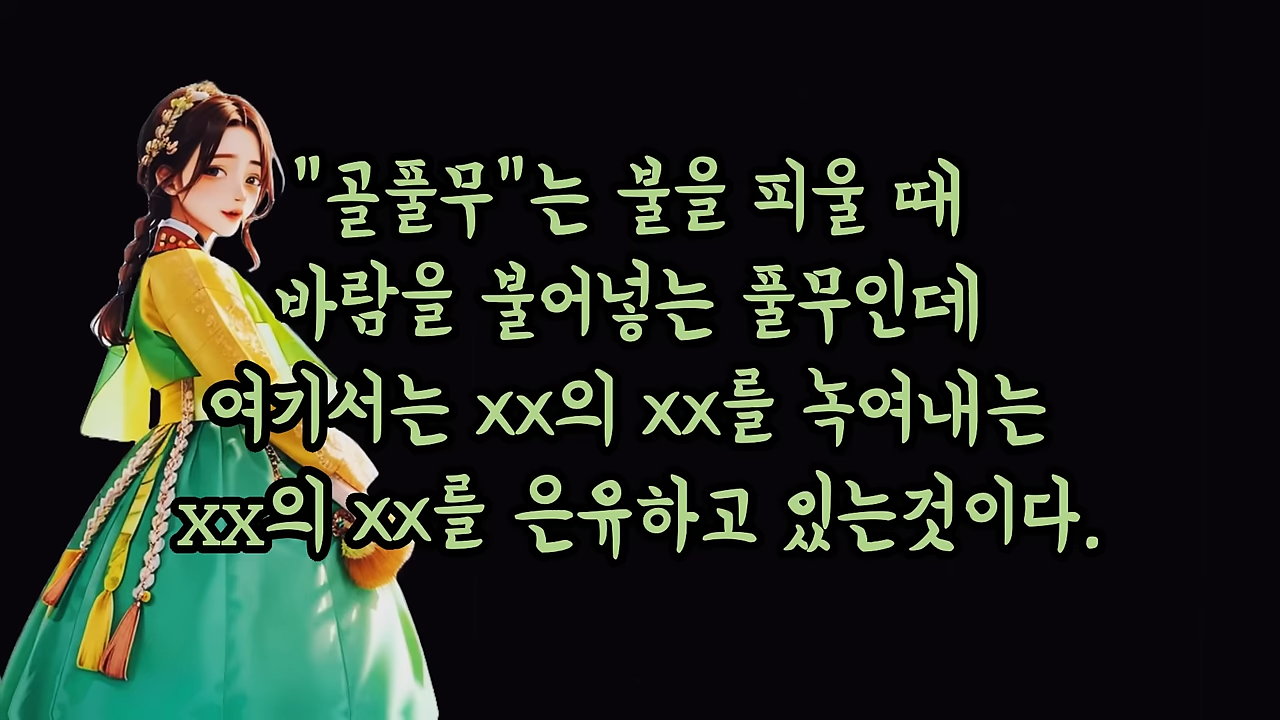 "골풀무"는 불을 피울 때
바람을 불어넣는 풀무인데
여기서는 xx의 xx를 녹여내는
xx의 xx를 은유하고 있는것이다.